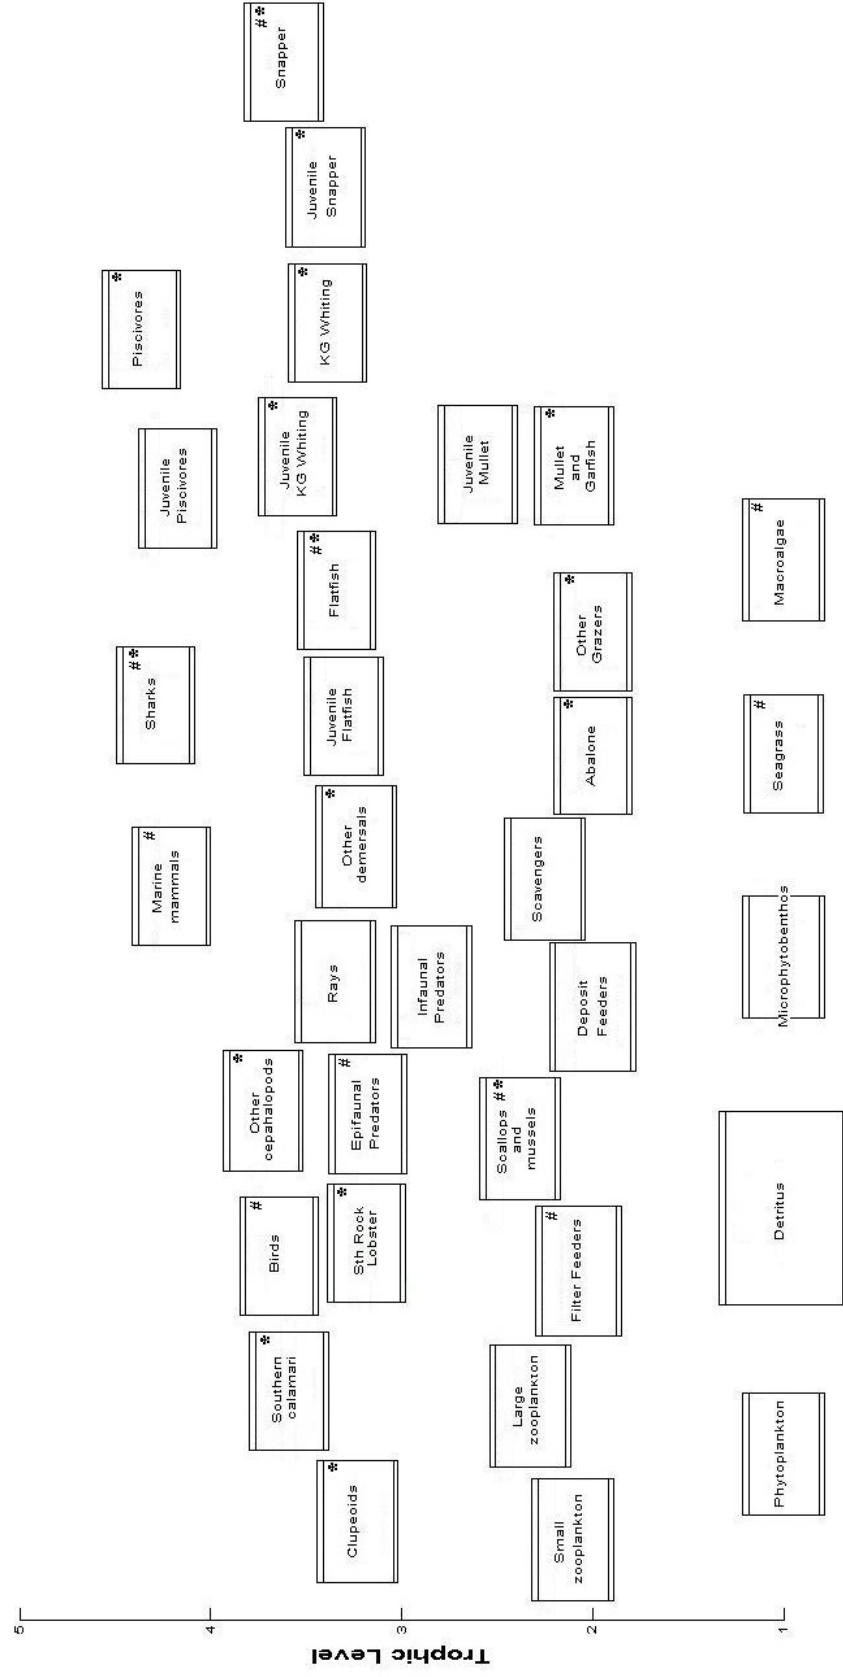 Trophic Level
5
4
3
2
1
Piscivores *
Sharks #*
Marine
mammals #
Juvenile
Piscivores
Other
cepahalopods *
Birds #
Southern
calamari *
Snapper #*
Juvenile
KG Whiting *
Clupeoids *
Sth Rock
Lobster *
Epifaunal
Predators #
Rays
Other
demersals *
Juvenile
Flatfish
Flatfish #*
KG Whiting *
Juvenile
Snapper *
Infaunal
Predators
Juvenile
Mullet
Small
zooplankton
Large
zooplankton
Filter Feeders #
Scallops #*
and
mussels
Deposit
Feeders
Scavengers
Abalone *
Other
Grazers *
Mullet
and
Garfish *
Phytoplankton
Detritus
Microphytobenthos
Seagrass #
Macroalgae #